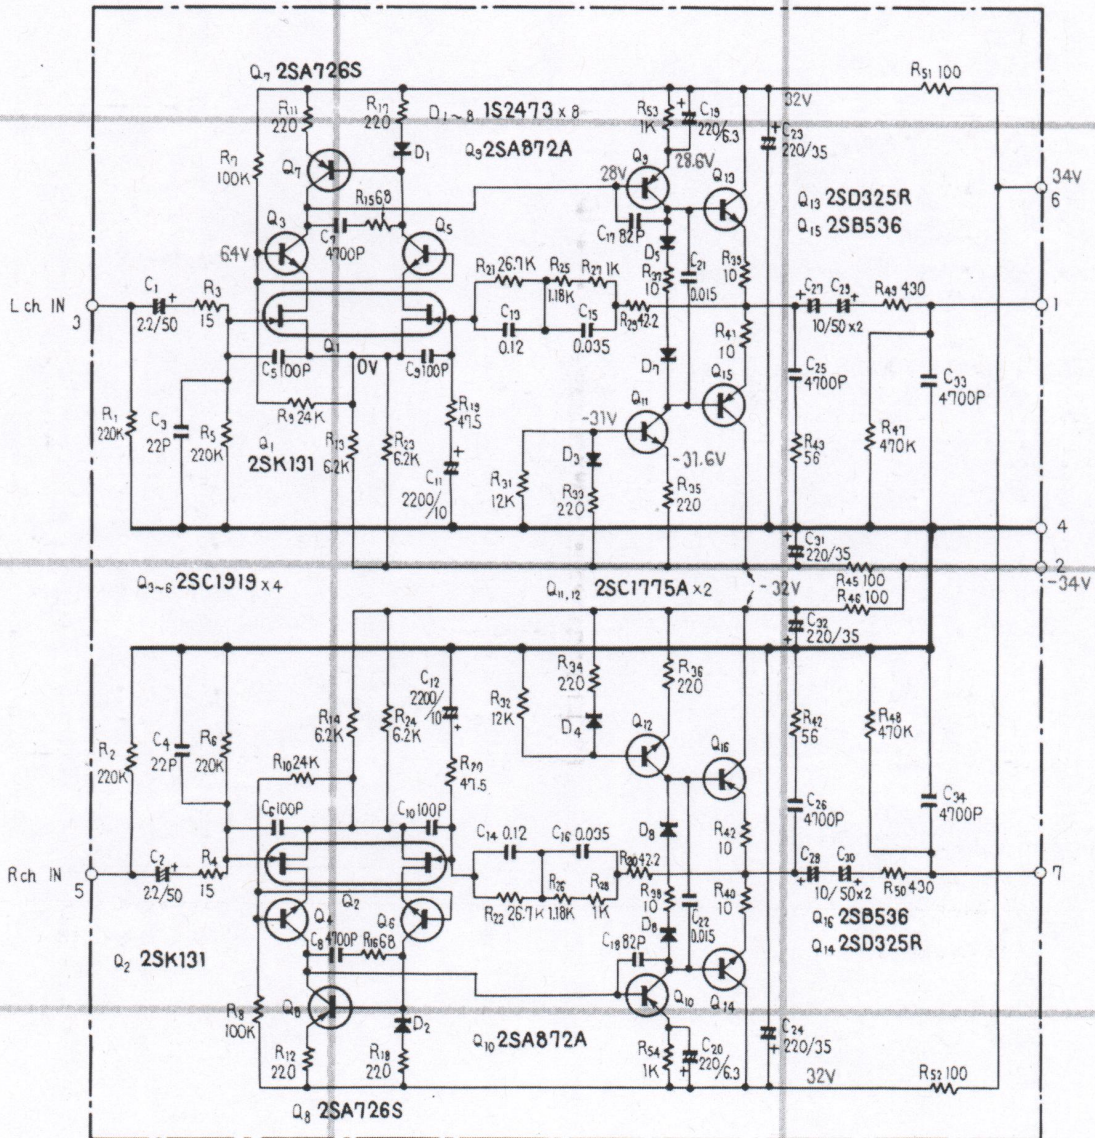 Q7 2SA726S
R51 100
R11 220
R17 220
D1~8 1S2473 x 8
R53 1K
C19 220/6.3
32V
C23 220/35
Q9 2SA872A
R7 100K
D1
Q7
Q9
28.6V
28V
Q13
34V
6
Q13 2SD325R
Q15 2SB536
R15 68
Q3
C7 4700P
Q5
C17 82P
6.4V
D5
R37 10
C21 0.015
R39 10
R21 26.7K
R25 1.18K
R27 1K
C27
C29
R49 430
L ch IN
3
C1 2.2/50
R3 15
C13 0.12
C15 0.035
R29 42.2
10/50 x2
1
R41 10
Q1
C5 100P
0V
C9 100P
D7
Q15
C25 4700P
C33 4700P
R9 24K
Q11
R1 220K
C3 22P
R5 220K
Q1 2SK131
R13 6.2K
R23 6.2K
R19 47.5
C11 2200/10
-31V
D3
-31.6V
R31 12K
R33 220
R35 220
R43 56
R47 470K
4
C31 220/35
2
Q3~6 2SC1919 x 4
Q11,12 2SC1775A x 2
-32V
R45 100
R46 100
-34V
C32 220/35
C12 2200/10
R34 220
R36 220
R32 12K
D4
R14 6.2K
R24 6.2K
Q12
Q16
R2 220K
C4 22P
R6 220K
R42 56
R48 470K
R10 24K
R20 47.5
C6 100P
C10 100P
C14 0.12
C16 0.035
D8
R42 10
C26 4700P
C34 4700P
R30 42.2
R ch IN
5
C2 2.2/50
R4 15
C28
C30
R50 430
10/50x2
7
Q2
R22 26.7K
R26 1.18K
R28 1K
R38 10
R40 10
Q4
Q6
C8 4700P
R16 68
D6
C22 0.015
Q16 2SB536
Q14 2SD325R
C18 82P
Q2 2SK131
R8 100K
Q8
D2
Q10
Q14
Q10 2SA872A
R12 220
R18 220
R54 1K
C20 220/6.3
C24 220/35
32V
R52 100
Q8 2SA726S